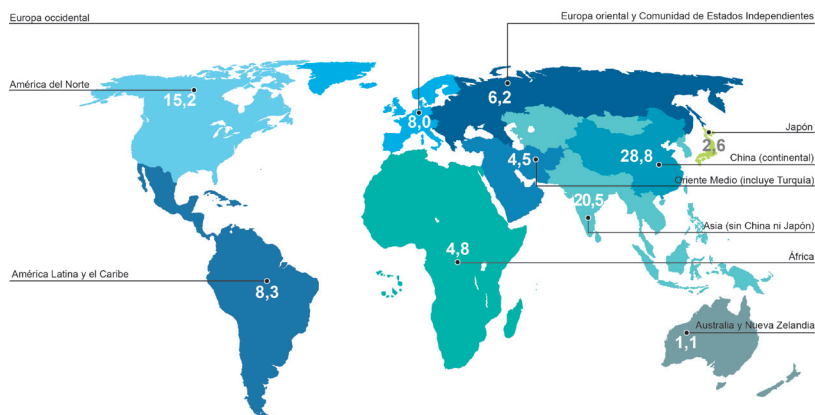 Europa occidental
Europa oriental y Comunidad de Estados Independientes
América del Norte
15,2
6,2
8,0
Japón
2,6
China (continental)
28,8
4,5
Oriente Medio (incluye Turquía)
20,5
Asia (sin China ni Japón)
4,8
África
América Latina y el Caribe
8,3
Australia y Nueva Zelandia
1,1